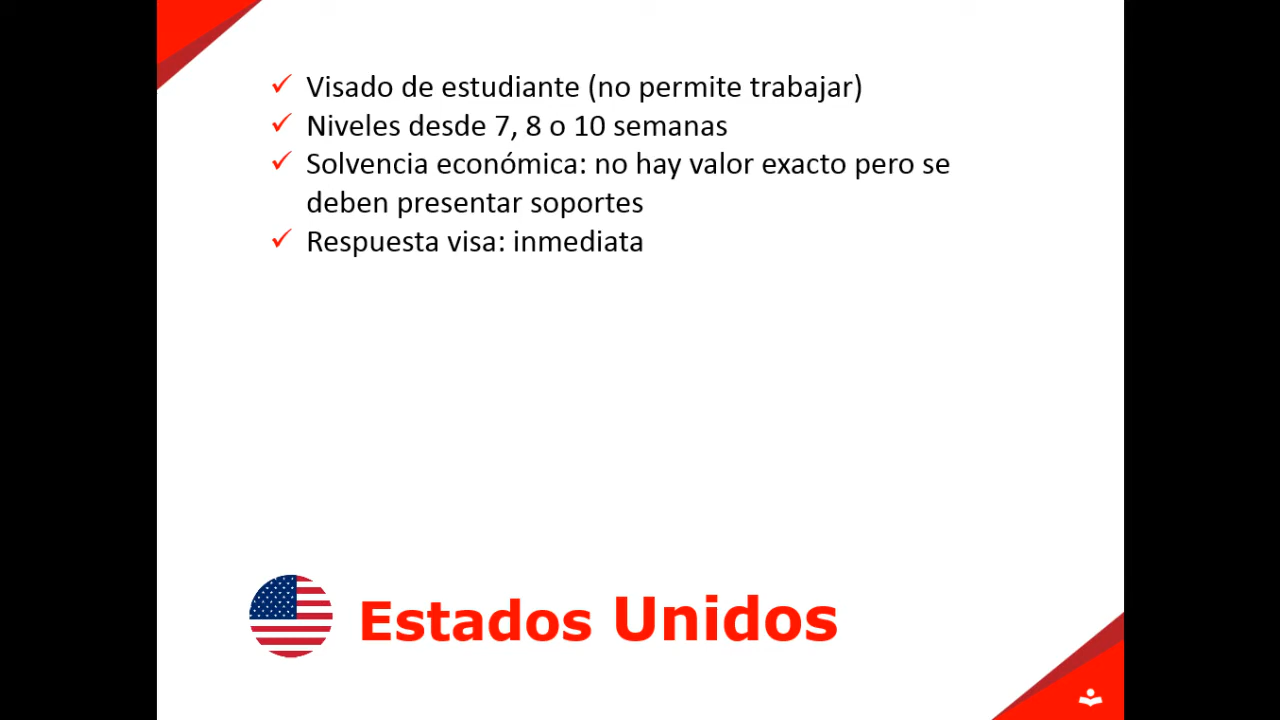 Visado de estudiante (no permite trabajar)
Niveles desde 7, 8 o 10 semanas
Solvencia económica: no hay valor exacto pero se
deben presentar soportes
Respuesta visa: inmediata
Estados Unidos